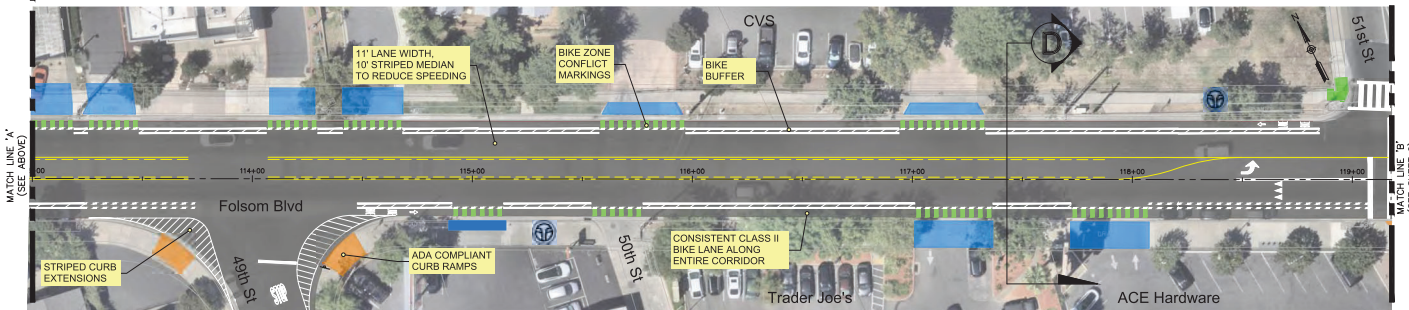 CVS
51st St
D
N
11' LANE WIDTH,
10' STRIPED MEDIAN
TO REDUCE SPEEDING
BIKE ZONE
CONFLICT
MARKINGS
BIKE
BUFFER
MATCH LINE "A"
(SEE ABOVE)
MATCH LINE "B"
00
114+00
115+00
116+00
117+00
118+00
119+00
Folsom Blvd
STRIPED CURB
EXTENSIONS
49th St
ADA COMPLIANT
CURB RAMPS
50th St
CONSISTENT CLASS II
BIKE LANE ALONG
ENTIRE CORRIDOR
Trader Joe's
ACE Hardware